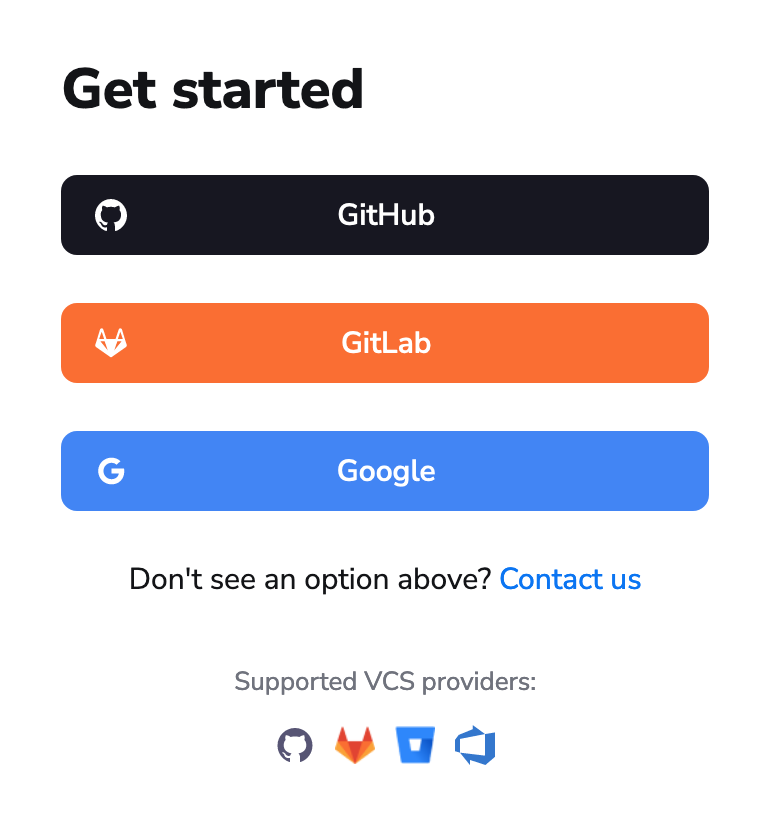 Get started
GitHub
GitLab
Google
Don't see an option above? Contact us
Supported VCS providers: